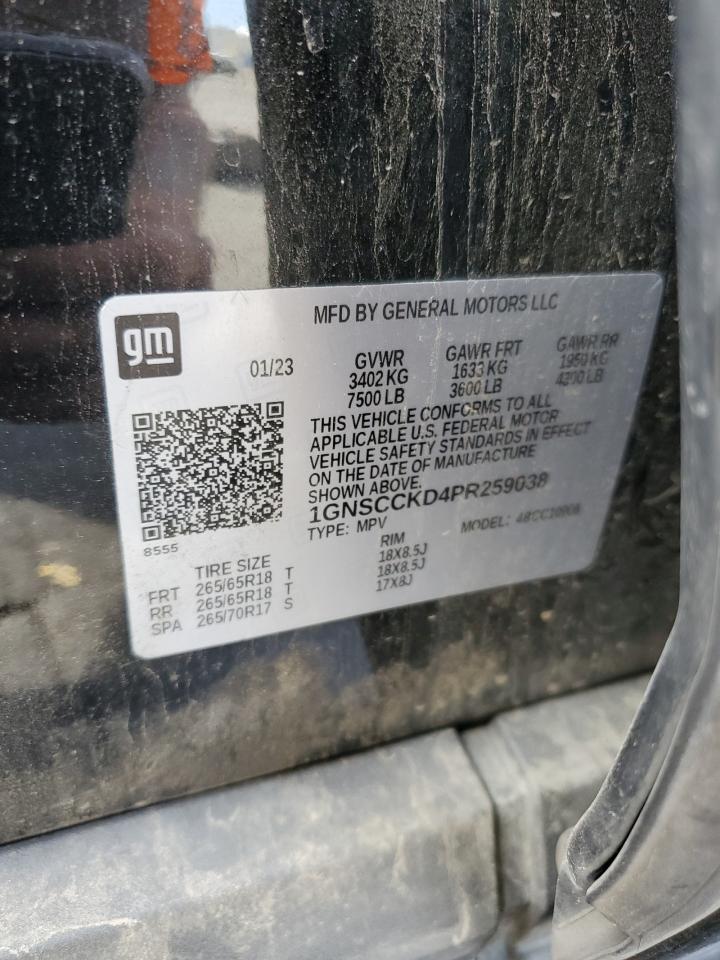 MFD BY GENERAL MOTORS LLC
gm
01/23
GVWR
3402 KG
7500 LB
GAWR FRT
1633 KG
3600 LB
GAWR RR
1950 KG
4300 LB
THIS VEHICLE CONFORMS TO ALL
APPLICABLE U.S. FEDERAL MOTOR
VEHICLE SAFETY STANDARDS IN EFFECT
ON THE DATE OF MANUFACTURE
SHOWN ABOVE.
1GNSCCKD4PR259038
TYPE: MPV MODEL:
8555
TIRE SIZE RIM
FRT 265/65R18 T 18X8.5J
RR 265/65R18 T 18X8.5J
SPA 265/70R17 S 17X8J